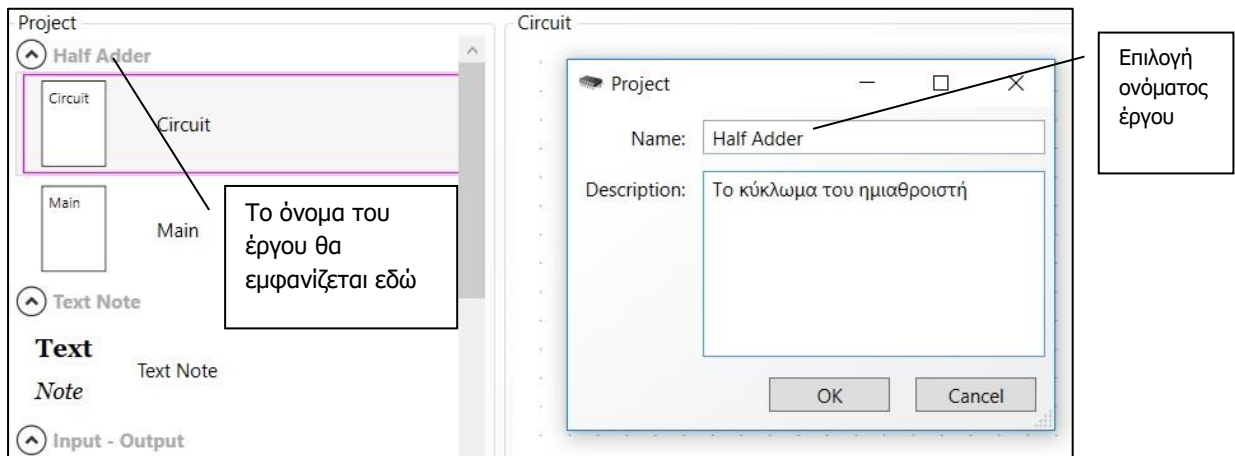 Project
Half Adder
Circuit
Circuit
Main
Main
Το όνομα του
έργου θα
εμφανίζεται εδώ
Text Note
Text
Note
Text Note
Input - Output
Circuit
Project
Name:
Half Adder
Description:
Το κύκλωμα του ημιαθροιστή
OK
Cancel
Επιλογή
ονόματος
έργου